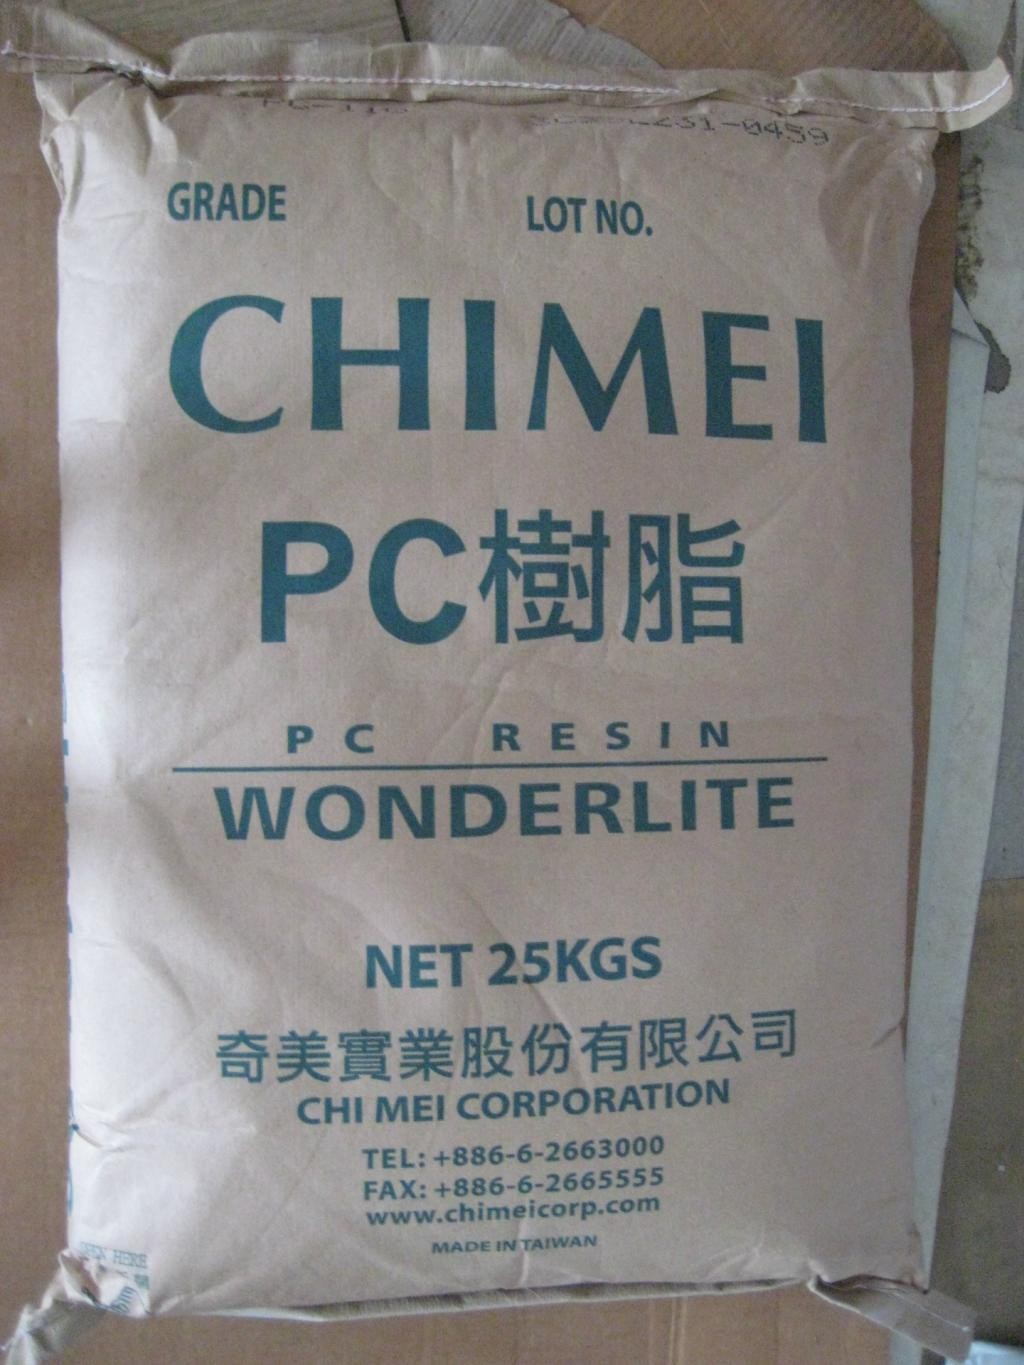 GRADE
LOT NO.
CHIMEI
PC樹脂
PC RESIN
WONDERLITE
NET 25KGS
奇美實業股份有限公司
CHI MEI CORPORATION
TEL: +886-6-2663000
FAX: +886-6-2665555
www.chimeicorp.com
MADE IN TAIWAN
HERE